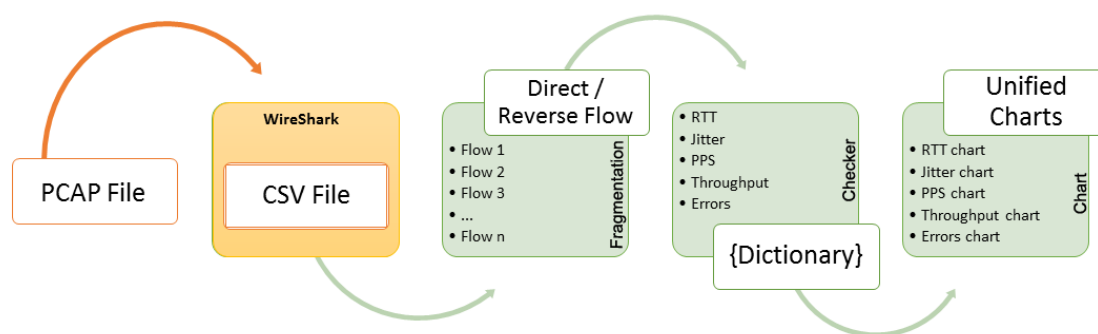 PCAP File
WireShark
CSV File
Direct /
Reverse Flow
• Flow 1
• Flow 2
• Flow 3
• ...
• Flow n
Fragmentation
• RTT
• Jitter
• PPS
• Throughput
• Errors
Checker
{Dictionary}
Unified
Charts
• RTT chart
• Jitter chart
• PPS chart
• Throughput chart
• Errors chart
Chart